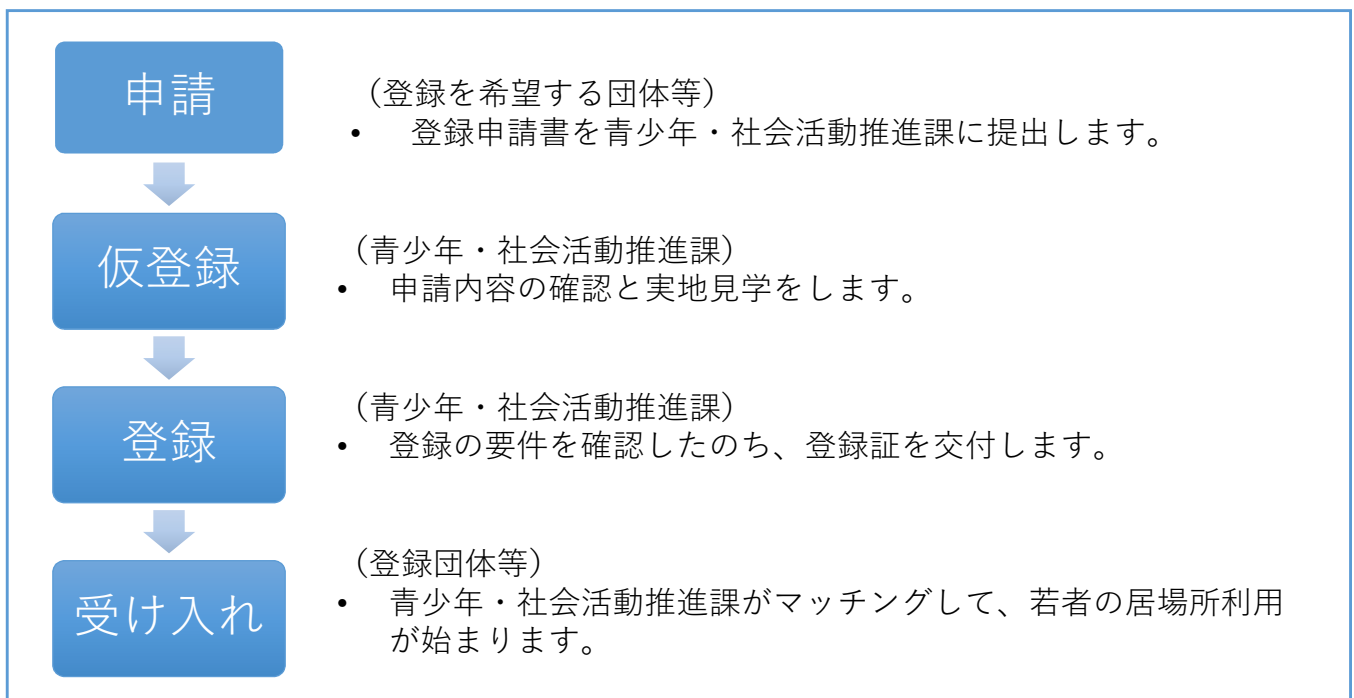 申請
（登録を希望する団体等）
• 登録申請書を青少年・社会活動推進課に提出します。
仮登録
（青少年・社会活動推進課）
• 申請内容の確認と実地見学をします。
登録
（青少年・社会活動推進課）
• 登録の要件を確認したのち、登録証を交付します。
受け入れ
（登録団体等）
• 青少年・社会活動推進課がマッチングして、若者の居場所利用
が始まります。